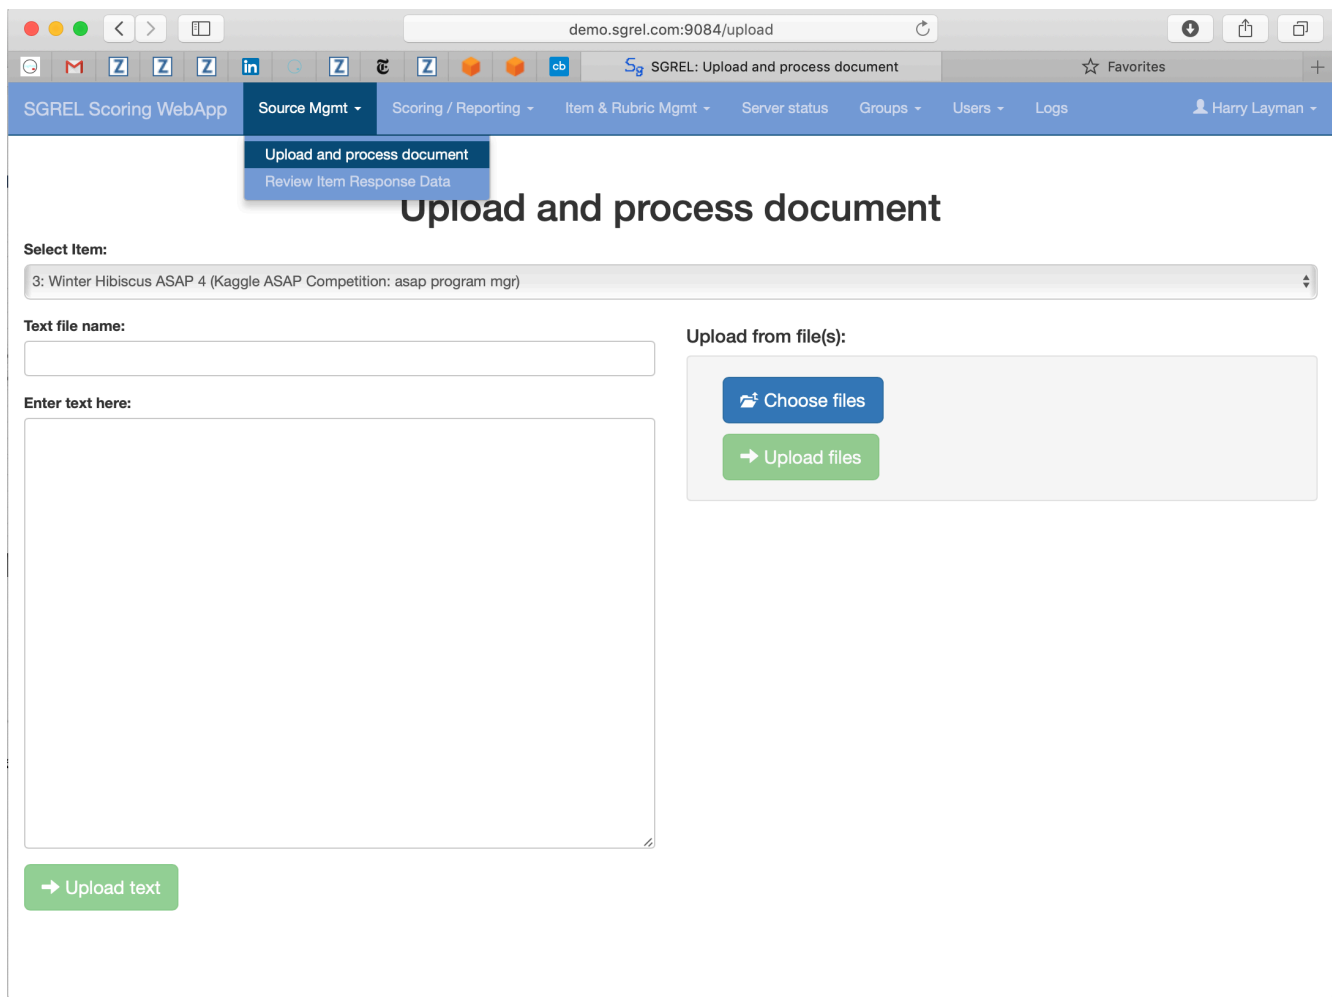 demo.sgrel.com:9084/upload
Z Z Z in Z Z cb Sg SGREL: Upload and process document Favorites
SGREL Scoring WebApp Source Mgmt Scoring / Reporting Item & Rubric Mgmt Server status Groups Users Logs Harry Layman
Upload and process document
Review Item Response Data
Upload and process document
Select Item:
3: Winter Hibiscus ASAP 4 (Kaggle ASAP Competition: asap program mgr)
Text file name:
Upload from file(s):
Choose files
Enter text here:
Upload files
Upload text